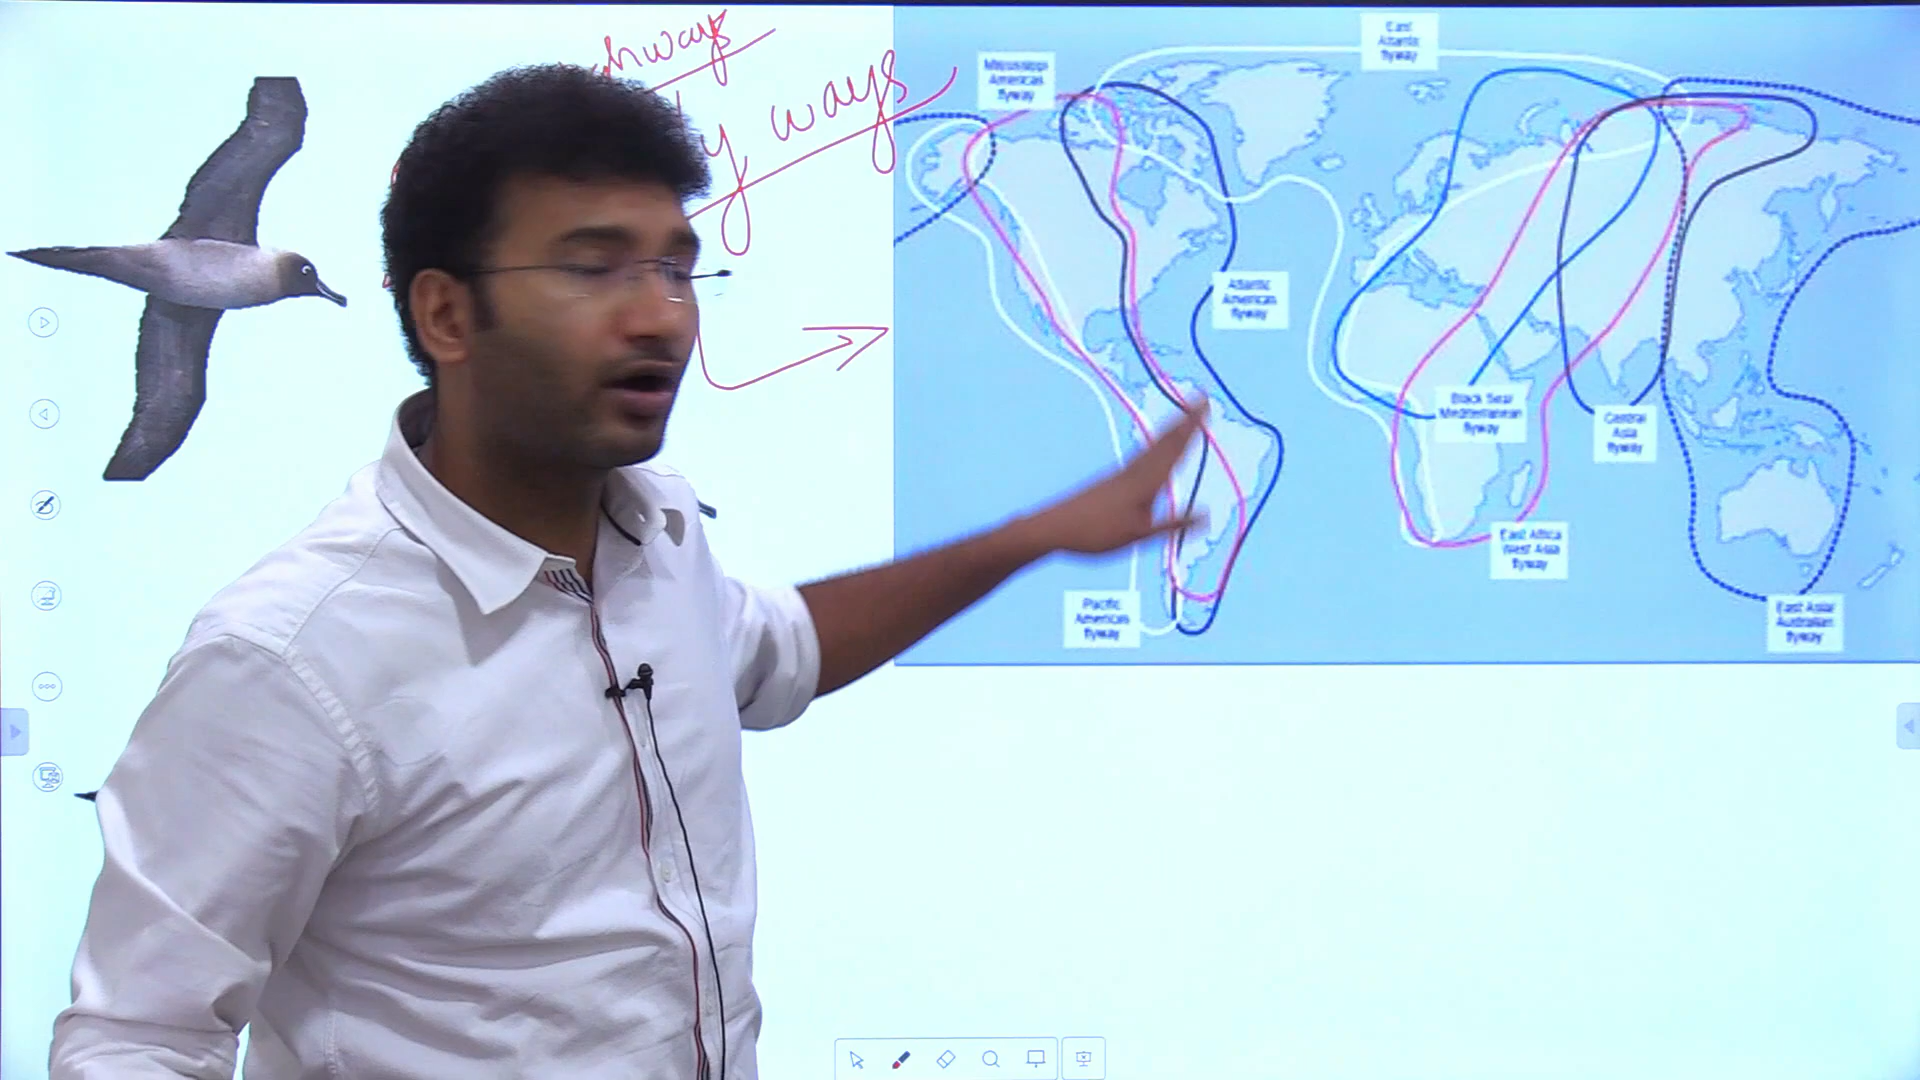 ways
East
Atlantic
flyway
Mississippi
Americas
flyway
y ways
Atlantic
Americas
flyway
Black Sea/
Mediterranean
flyway
Central
Asia
flyway
East Africa
West Asia
flyway
Pacific
Americas
flyway
East Asia/
Australian
flyway